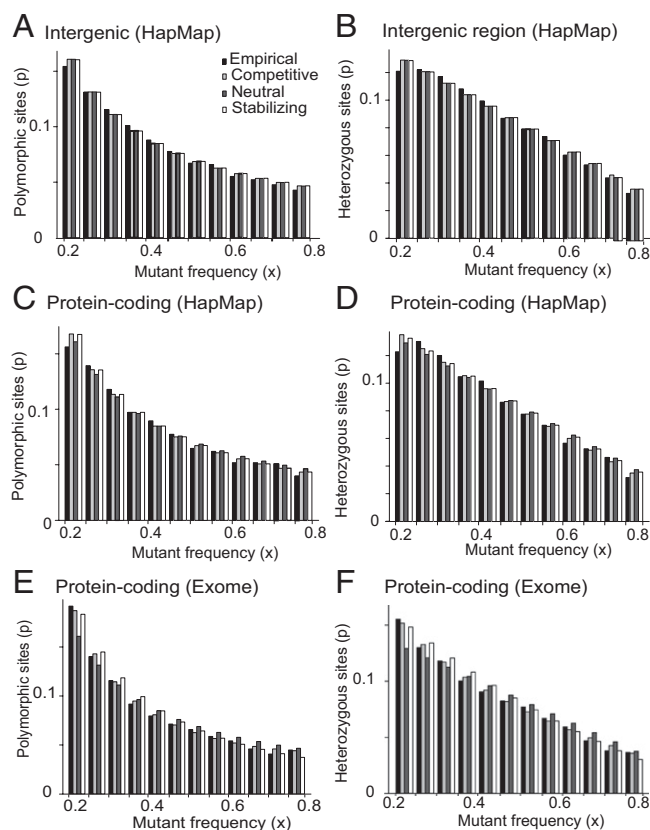 A Intergenic (HapMap)
Polymorphic sites (p)
0.1
0
Empirical
Competitive
Neutral
Stabilizing
0.2 0.4 0.6 0.8
Mutant frequency (x)
B Intergenic region (HapMap)
Heterozygous sites (p)
0.1
0
0.2 0.4 0.6 0.8
Mutant frequency (x)
C Protein-coding (HapMap)
Polymorphic sites (p)
0.1
0
0.2 0.4 0.6 0.8
Mutant frequency (x)
D Protein-coding (HapMap)
Heterozygous sites (p)
0.1
0
0.2 0.4 0.6 0.8
Mutant frequency (x)
E Protein-coding (Exome)
Polymorphic sites (p)
0.1
0
0.2 0.4 0.6 0.8
Mutant frequency (x)
F Protein-coding (Exome)
Heterozygous sites (p)
0.1
0
0.2 0.4 0.6 0.8
Mutant frequency (x)